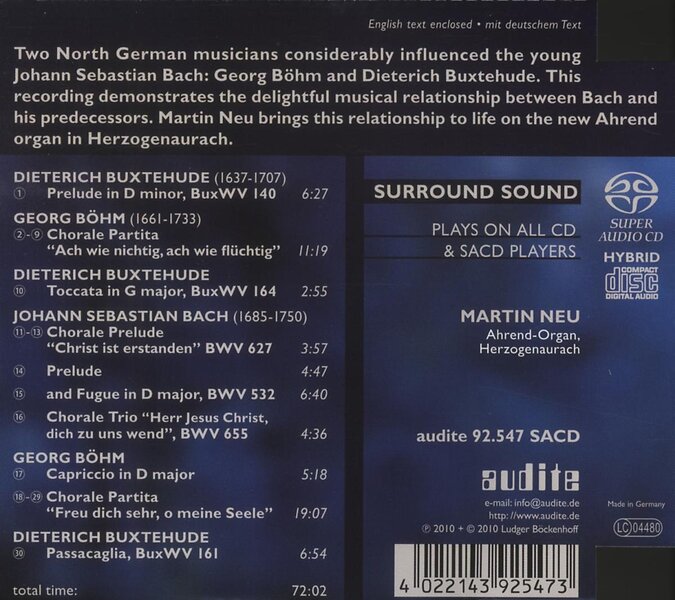 English text enclosed • mit deutschem Text
Two North German musicians considerably influenced the young
Johann Sebastian Bach: Georg Böhm and Dieterich Buxtehude. This
recording demonstrates the delightful musical relationship between Bach and
his predecessors. Martin Neu brings this relationship to life on the new Ahrend
organ in Herzogenaurach.
DIETERICH BUXTEHUDE (1637-1707)
① Prelude in D minor, BuxWV 140 6:27
GEORG BÖHM (1661-1733)
②-⑨ Chorale Partita
"Ach wie nichtig, ach wie flüchtig" 11:19
DIETERICH BUXTEHUDE
⑩ Toccata in G major, BuxWV 164 2:55
JOHANN SEBASTIAN BACH (1685-1750)
⑪-⑬ Chorale Prelude
"Christ ist erstanden" BWV 627 3:57
⑭ Prelude 4:47
⑮ and Fugue in D major, BWV 532 6:40
⑯ Chorale Trio "Herr Jesus Christ,
dich zu uns wend", BWV 655 4:36
GEORG BÖHM
⑰ Capriccio in D major 5:18
⑱-㉙ Chorale Partita
"Freu dich sehr, o meine Seele" 19:07
DIETERICH BUXTEHUDE
㉚ Passacaglia, BuxWV 161 6:54
total time: 72:02
SURROUND SOUND
PLAYS ON ALL CD
& SACD PLAYERS
SUPER
AUDIO CD
HYBRID
COMPACT
disc
DIGITAL AUDIO
MARTIN NEU
Ahrend-Organ,
Herzogenaurach
audite 92.547 SACD
audite
e-mail: info@audite.de
http://www.audite.de
℗ 2010 + © 2010 Ludger Böckenhoff
Made in Germany
LC 04480
4 022143 925473